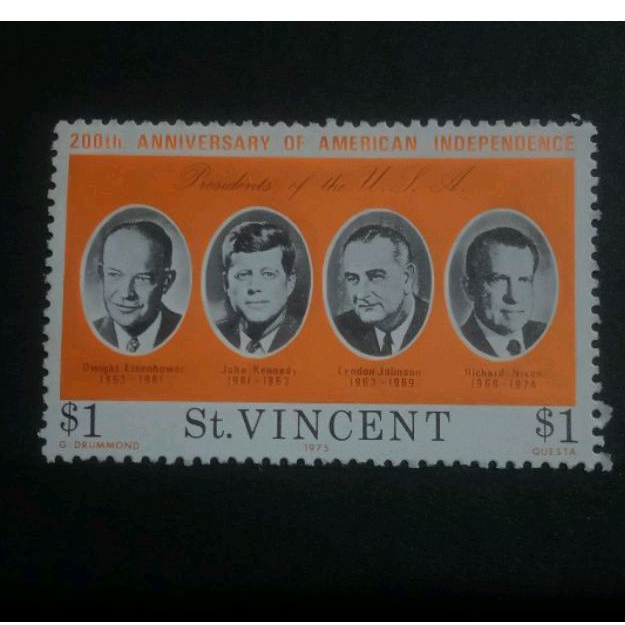 200th ANNIVERSARY OF AMERICAN INDEPENDENCE
Presidents of the U.S.A.
Dwight Eisenhower John Kennedy Lyndon Johnson Richard Nixon
1953-1961 1961-1963 1963-1969 1969-1974
$1 St. VINCENT $1
G. DRUMMOND 1975 QUESTA